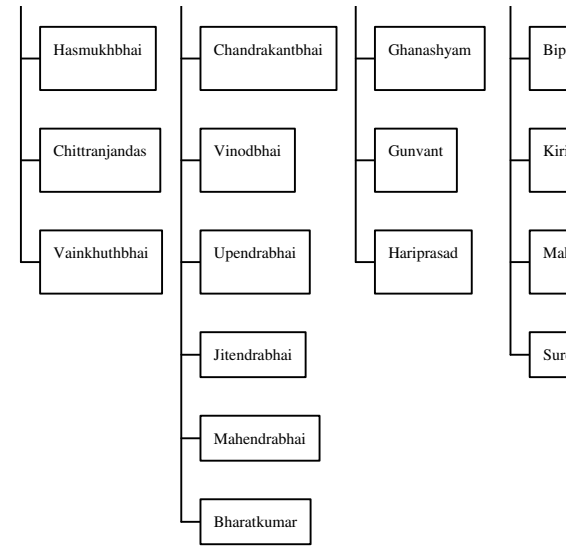 Hasmukhbhai
Chittranjandas
Vainkhuthbhai
Chandrakantbhai
Vinodbhai
Upendrabhai
Jitendrabhai
Mahendrabhai
Bharatkumar
Ghanashyam
Gunvant
Hariprasad